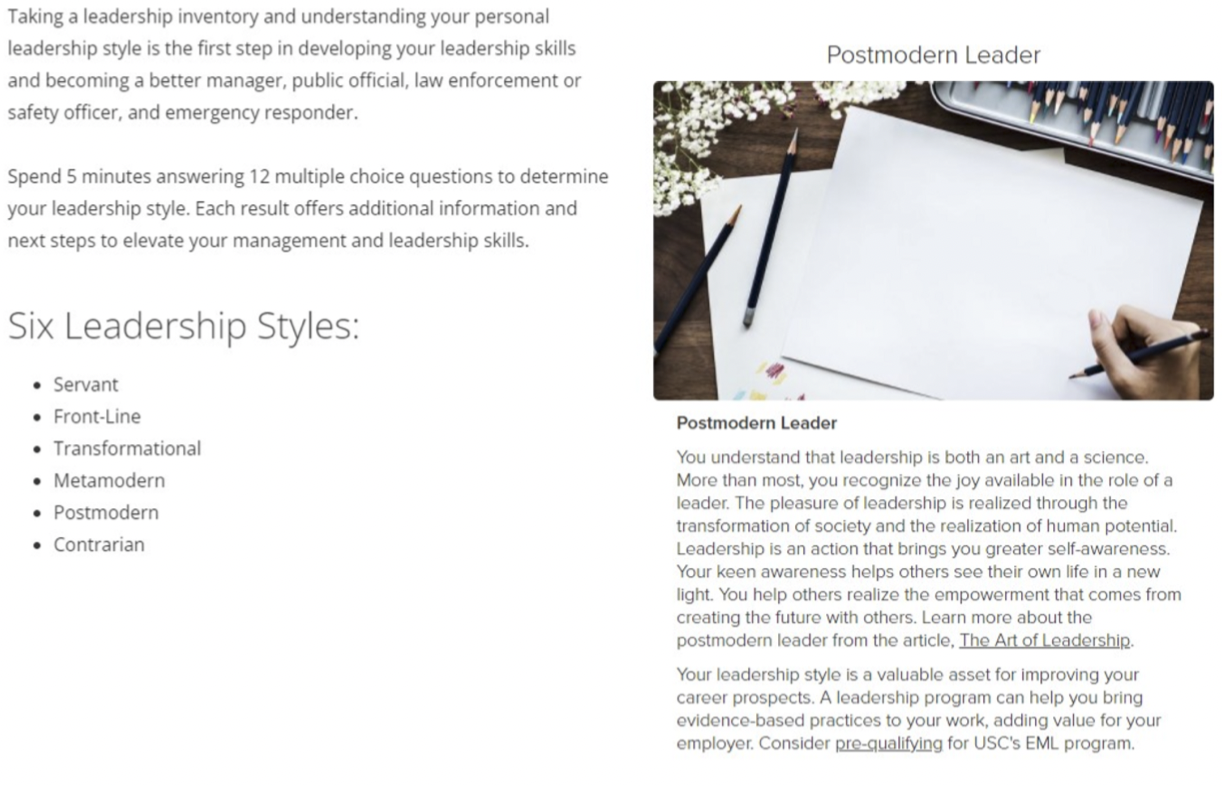 Taking a leadership inventory and understanding your personal
leadership style is the first step in developing your leadership skills
and becoming a better manager, public official, law enforcement or
safety officer, and emergency responder.
Spend 5 minutes answering 12 multiple choice questions to determine
your leadership style. Each result offers additional information and
next steps to elevate your management and leadership skills.
Six Leadership Styles:
• Servant
• Front-Line
• Transformational
• Metamodern
• Postmodern
• Contrarian
Postmodern Leader
Postmodern Leader
You understand that leadership is both an art and a science.
More than most, you recognize the joy available in the role of a
leader. The pleasure of leadership is realized through the
transformation of society and the realization of human potential.
Leadership is an action that brings you greater self-awareness.
Your keen awareness helps others see their own life in a new
light. You help others realize the empowerment that comes from
creating the future with others. Learn more about the
postmodern leader from the article, The Art of Leadership.
Your leadership style is a valuable asset for improving your
career prospects. A leadership program can help you bring
evidence-based practices to your work, adding value for your
employer. Consider pre-qualifying for USC's EML program.